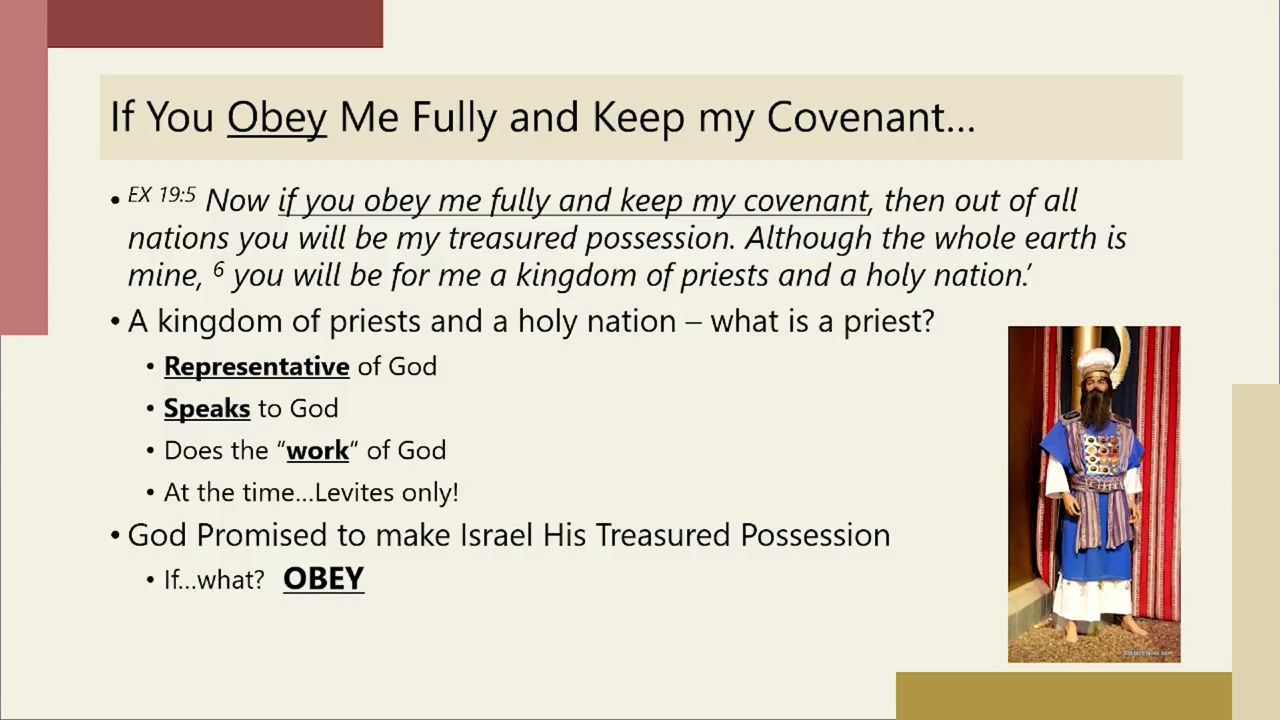 If You Obey Me Fully and Keep my Covenant...
• EX 19:5 Now if you obey me fully and keep my covenant, then out of all
nations you will be my treasured possession. Although the whole earth is
mine, 6 you will be for me a kingdom of priests and a holy nation.’
• A kingdom of priests and a holy nation – what is a priest?
• Representative of God
• Speaks to God
• Does the “work” of God
• At the time...Levites only!
• God Promised to make Israel His Treasured Possession
• If...what? OBEY